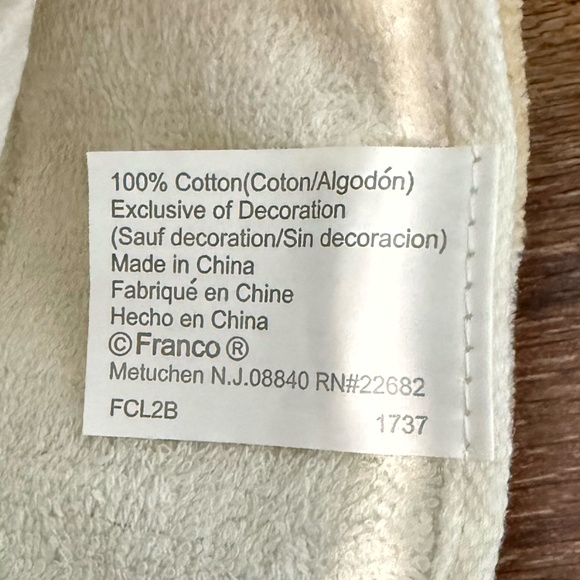 100% Cotton(Coton/Algodón)
Exclusive of Decoration
(Sauf decoration/Sin decoracion)
Made in China
Fabriqué en Chine
Hecho en China
©Franco®
Metuchen N.J.08840 RN#22682
FCL2B 1737